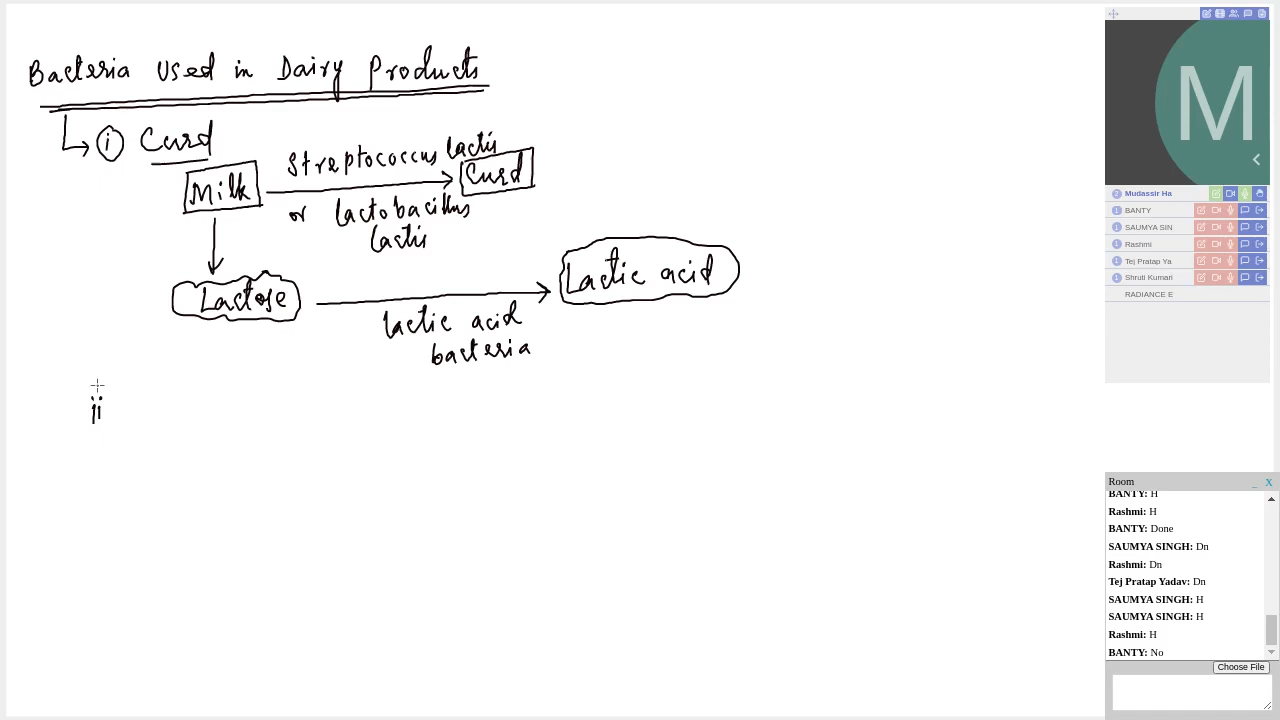 Bacteria Used in Dairy Products
i Curd
Milk
Streptococcus lactis
or lactobacillus
lactis
Curd
Lactose
lactic acid
bacteria
Lactic acid
ii
M
Mudassir Ha
BANTY
SAUMYA SIN
Rashmi
Tej Pratap Ya
Shruti Kumari
RADIANCE E
Room
_ X
BANTY: H
Rashmi: H
BANTY: Done
SAUMYA SINGH: Dn
Rashmi: Dn
Tej Pratap Yadav: Dn
SAUMYA SINGH: H
SAUMYA SINGH: H
Rashmi: H
BANTY: No
Choose File